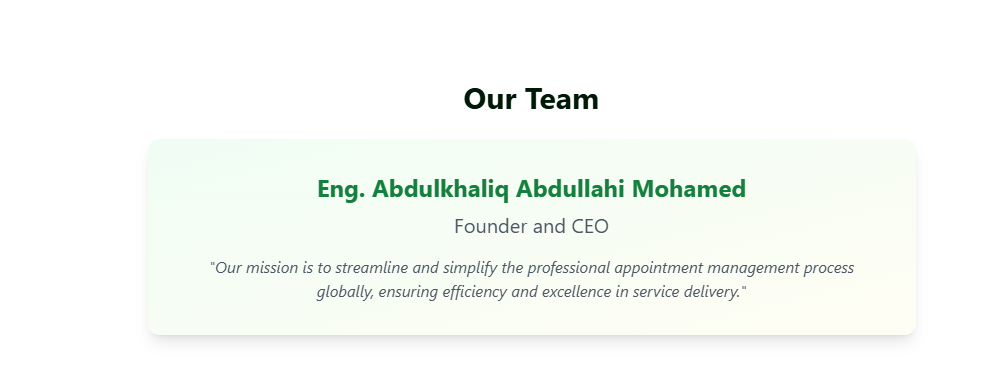 Our Team
Eng. Abdulkhaliq Abdullahi Mohamed
Founder and CEO
"Our mission is to streamline and simplify the professional appointment management process
globally, ensuring efficiency and excellence in service delivery."